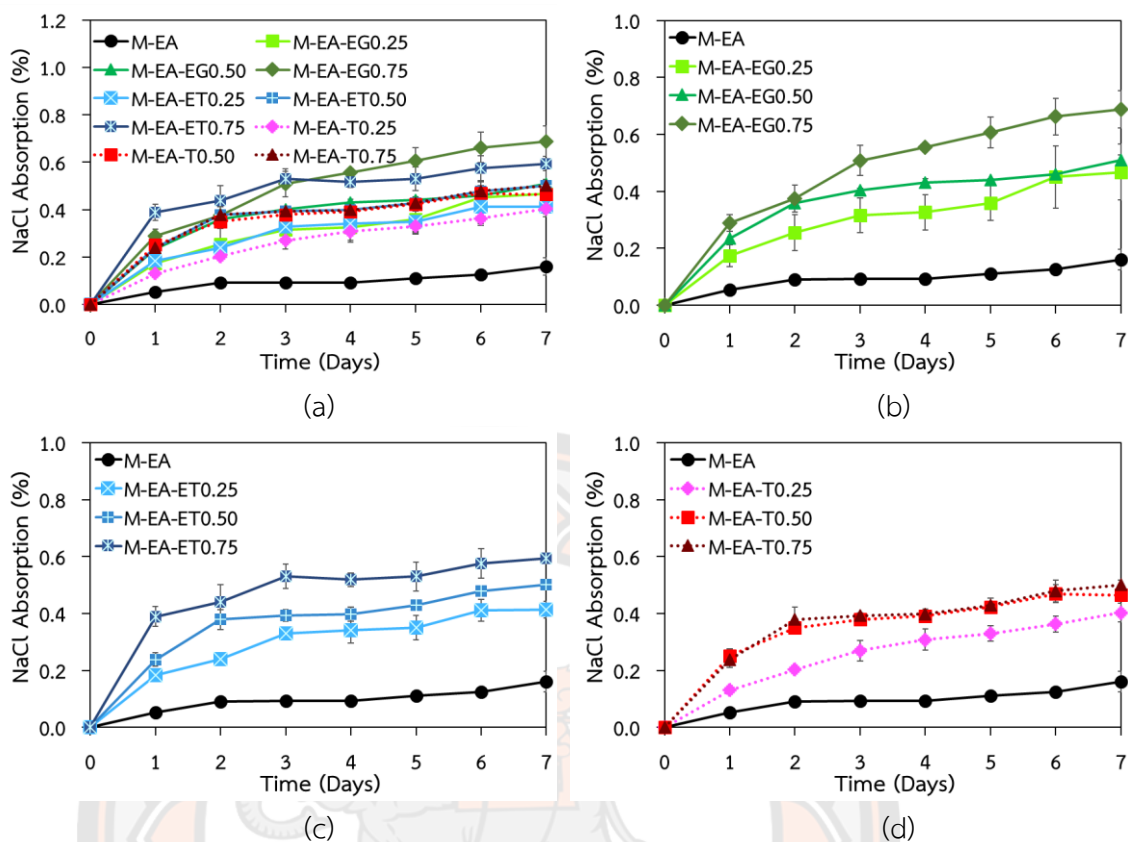 NaCl Absorption (%)
1.2
1.0
0.8
0.6
0.4
0.2
0.0
M-EA
M-EA-EG0.25
M-EA-EG0.50
M-EA-EG0.75
M-EA-ET0.25
M-EA-ET0.50
M-EA-ET0.75
M-EA-T0.25
M-EA-T0.50
M-EA-T0.75
0 1 2 3 4 5 6 7
Time (Days)
(a)
NaCl Absorption (%)
1.0
0.8
0.6
0.4
0.2
0.0
M-EA
M-EA-EG0.25
M-EA-EG0.50
M-EA-EG0.75
0 1 2 3 4 5 6 7
Time (Days)
(b)
NaCl Absorption (%)
1.0
0.8
0.6
0.4
0.2
0.0
M-EA
M-EA-ET0.25
M-EA-ET0.50
M-EA-ET0.75
0 1 2 3 4 5 6 7
Time (Days)
(c)
NaCl Absorption (%)
1.0
0.8
0.6
0.4
0.2
0.0
M-EA
M-EA-T0.25
M-EA-T0.50
M-EA-T0.75
0 1 2 3 4 5 6 7
Time (Days)
(d)